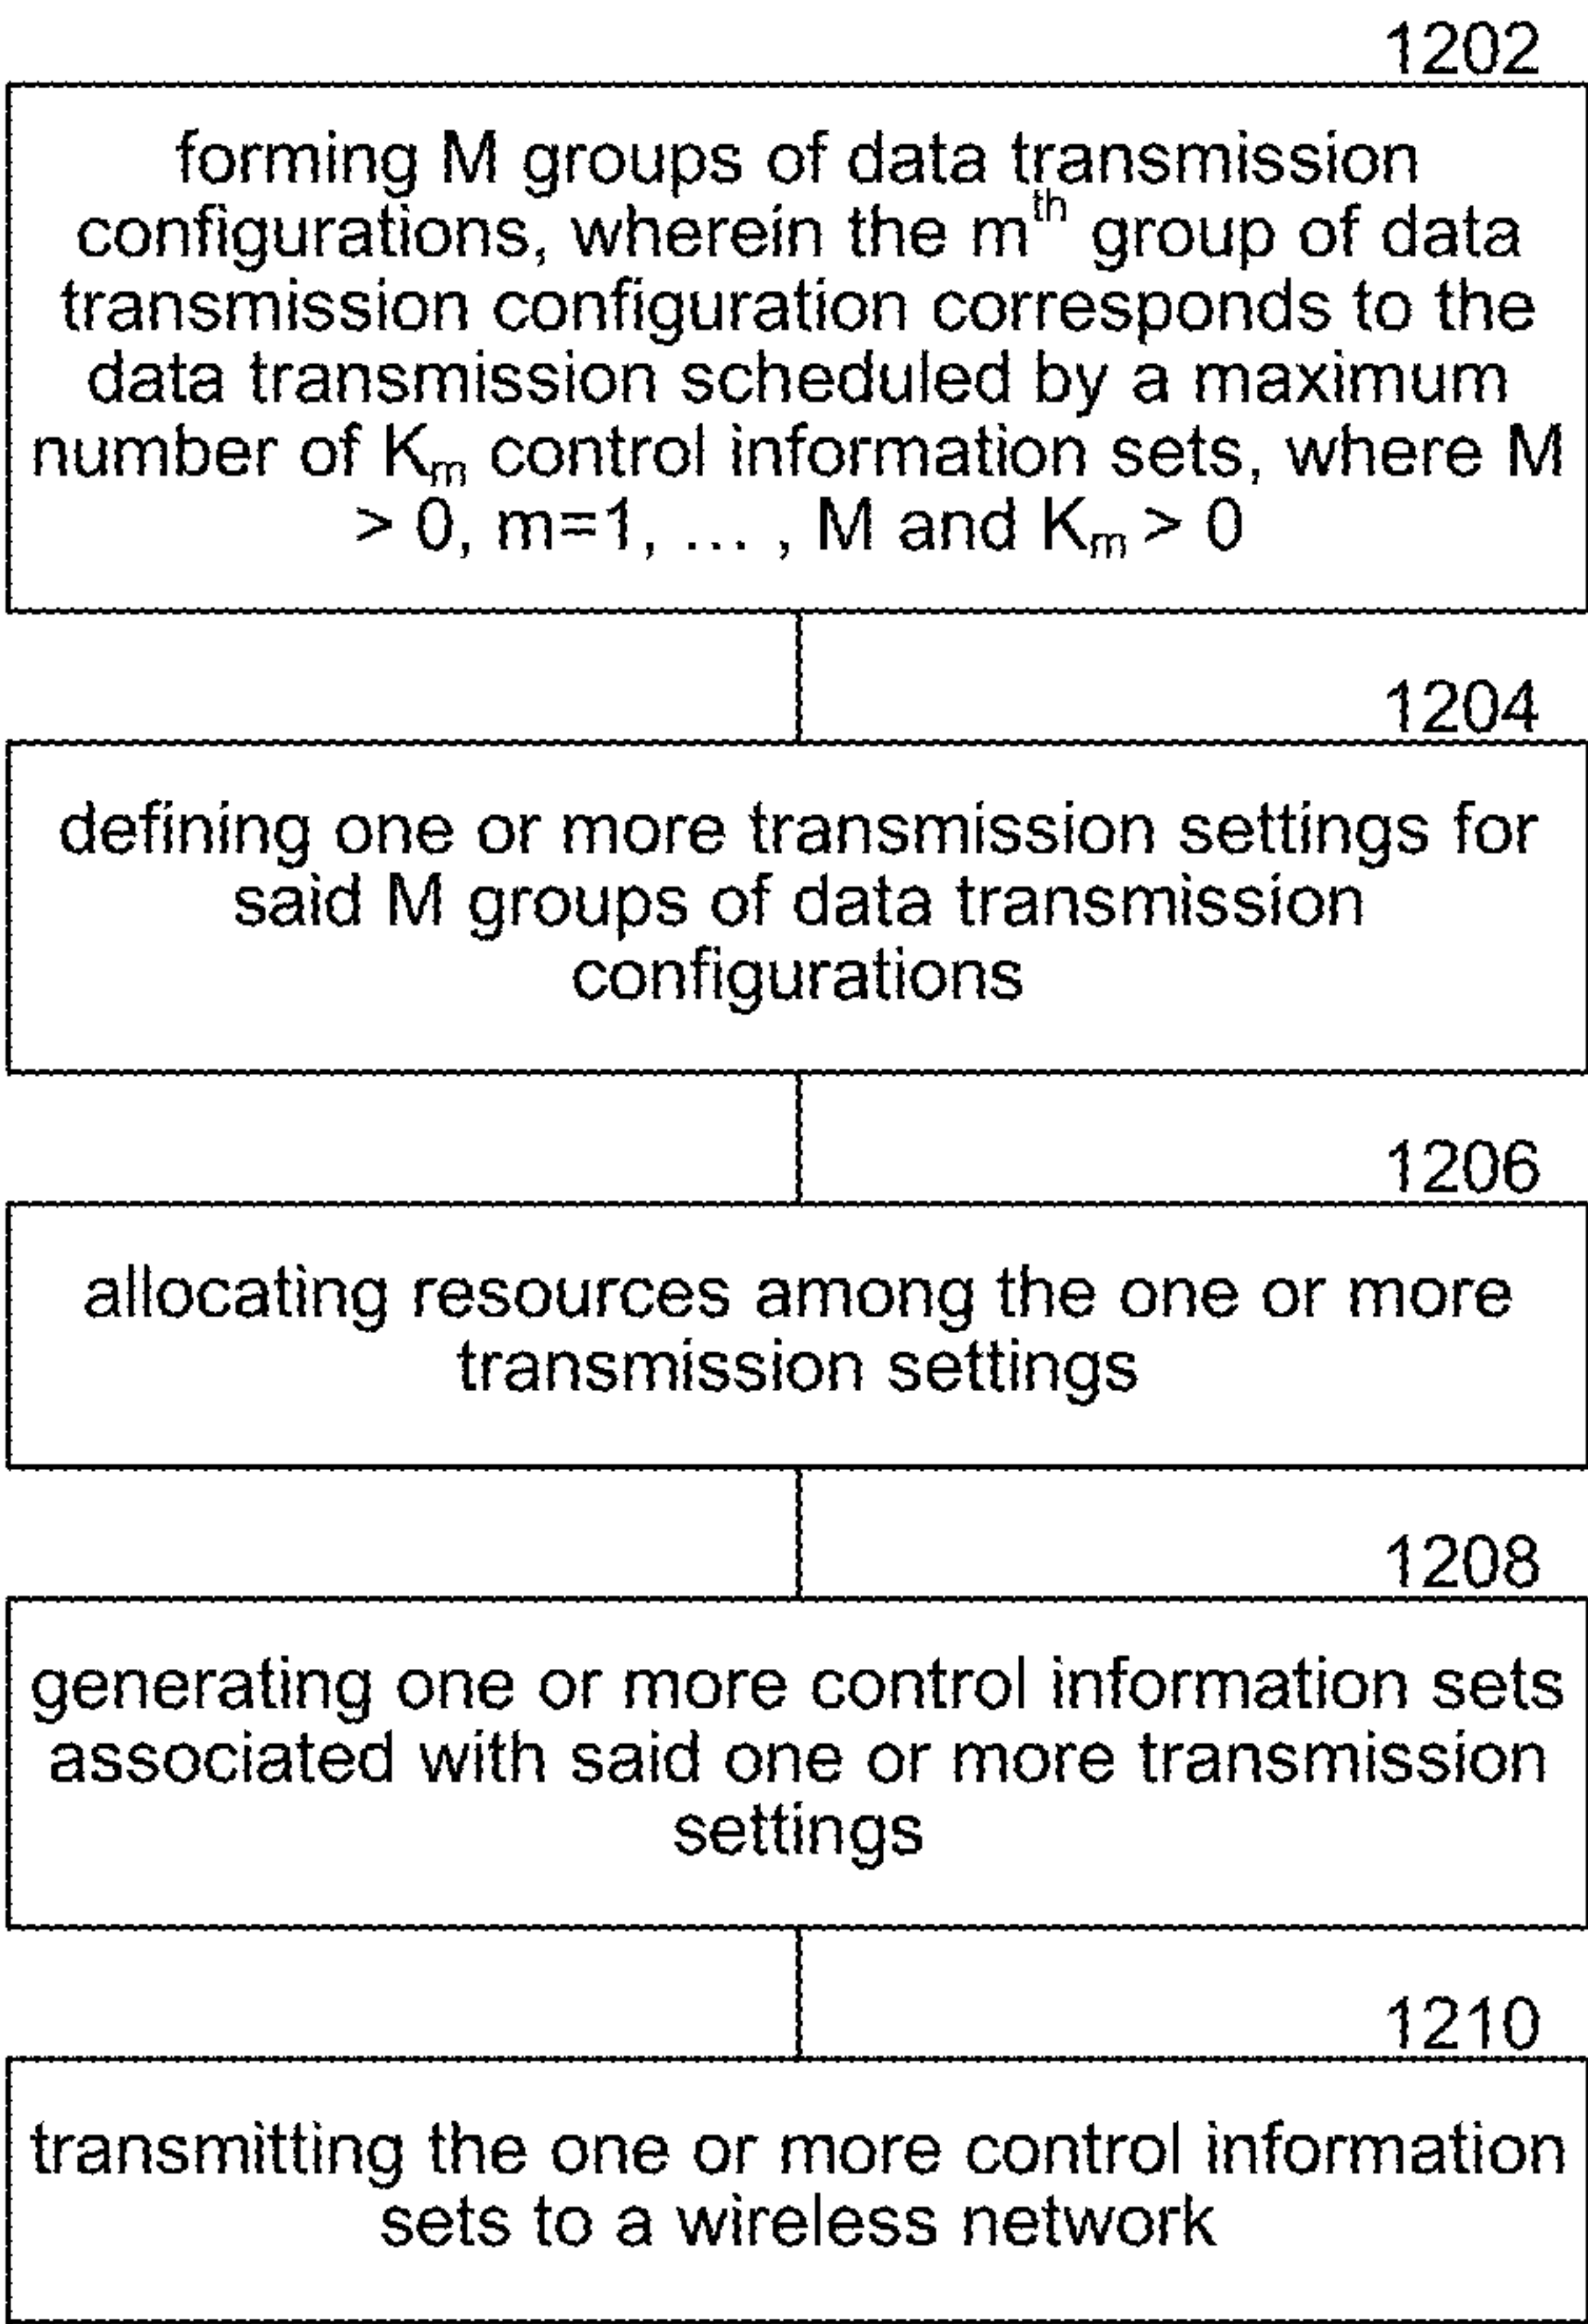 1202
forming M groups of data transmission
configurations, wherein the mth group of data
transmission configuration corresponds to the
data transmission scheduled by a maximum
number of Km control information sets, where M
> 0, m=1, ... , M and Km > 0
1204
defining one or more transmission settings for
said M groups of data transmission
configurations
1206
allocating resources among the one or more
transmission settings
1208
generating one or more control information sets
associated with said one or more transmission
settings
1210
transmitting the one or more control information
sets to a wireless network